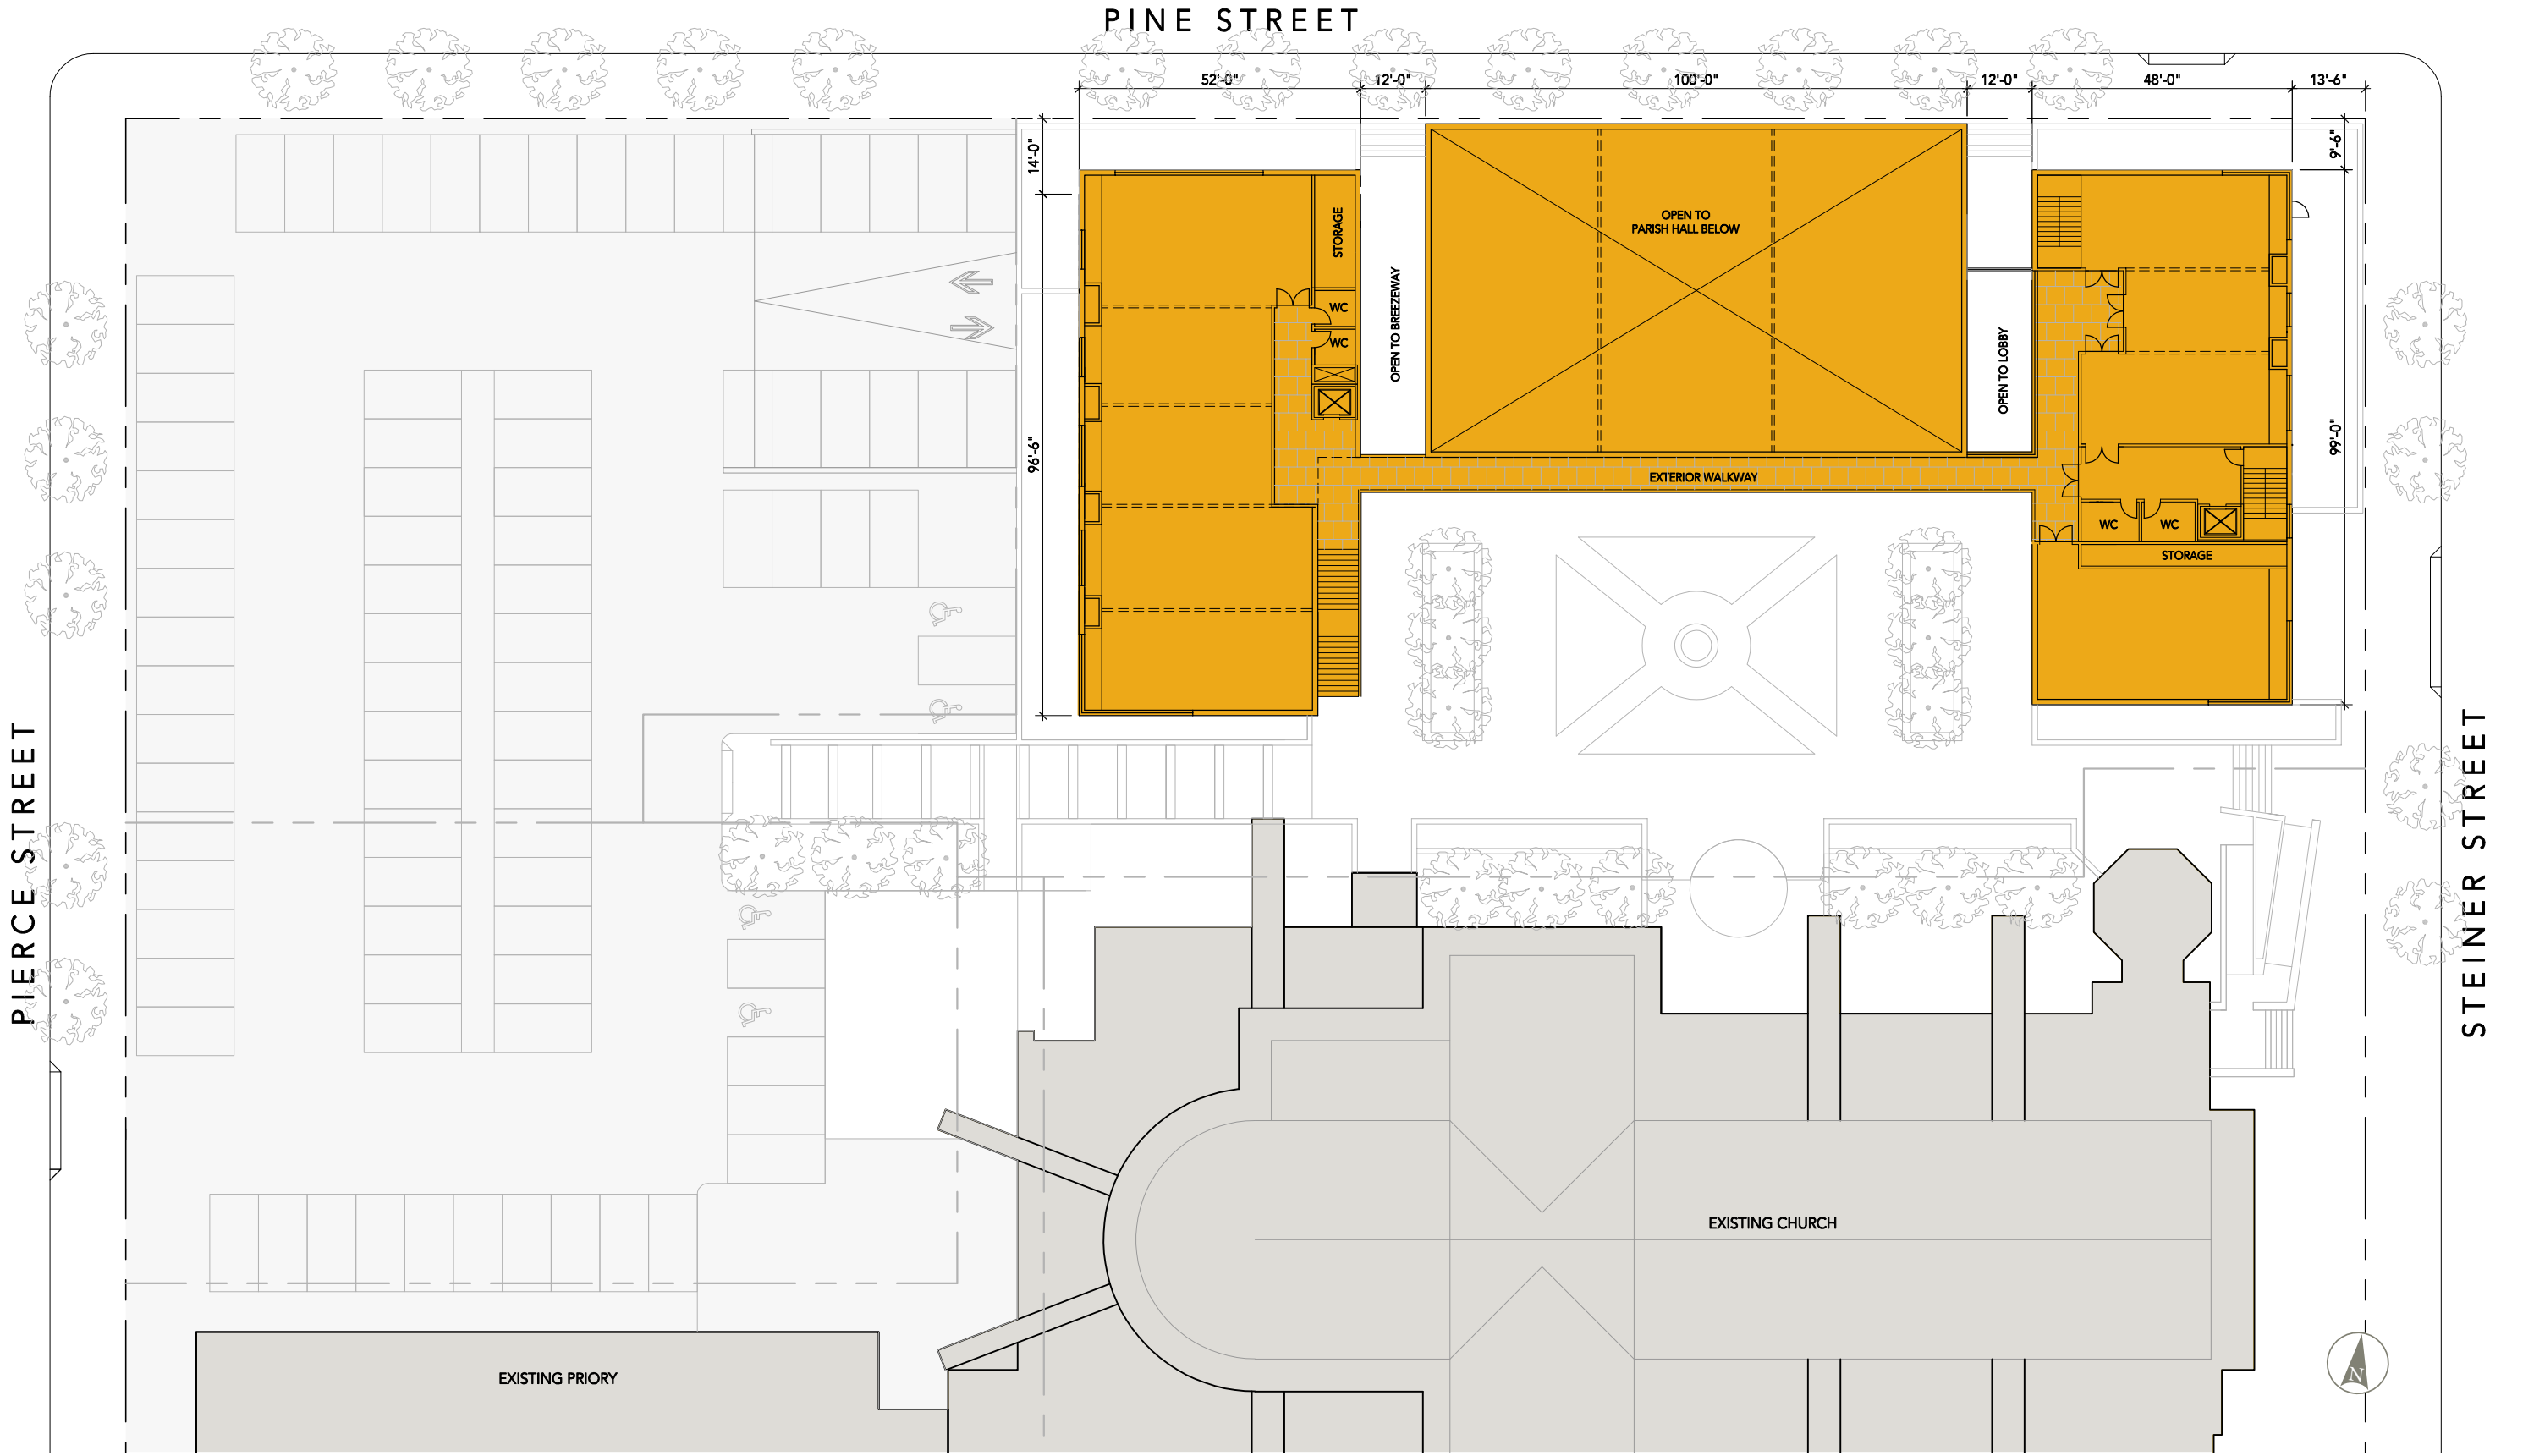 PINE STREET
52'-0"
12'-0"
100'-0"
12'-0"
48'-0"
13'-6"
14'-0"
9'-6"
STORAGE
OPEN TO
PARISH HALL BELOW
WC
WC
OPEN TO BREEZEWAY
OPEN TO LOBBY
96'-6"
99'-0"
EXTERIOR WALKWAY
WC
WC
STORAGE
PIERCE STREET
STEINER STREET
EXISTING CHURCH
EXISTING PRIORY
N